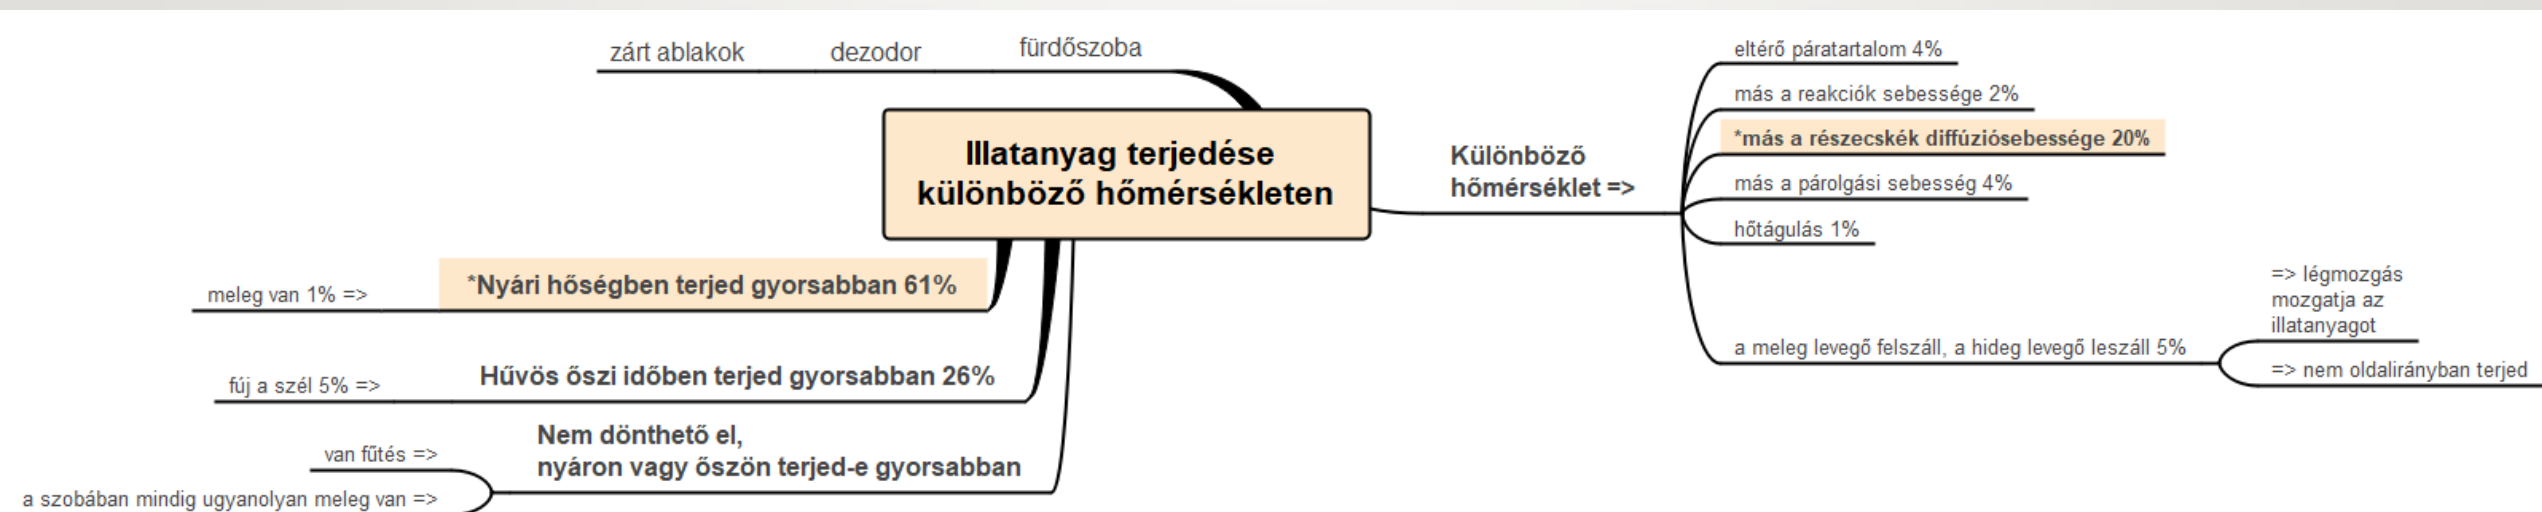 zárt ablakok
dezodor
fürdőszoba
Illatanyag terjedése
különböző hőmérsékleten
*Nyári hőségben terjed gyorsabban 61%
meleg van 1% =>
Hűvös őszi időben terjed gyorsabban 26%
fúj a szél 5% =>
Nem dönthető el,
nyáron vagy őszön terjed-e gyorsabban
van fűtés =>
a szobában mindig ugyanolyan meleg van =>
Különböző
hőmérséklet =>
eltérő páratartalom 4%
más a reakciók sebessége 2%
*más a részecskék diffúziósebessége 20%
más a párolgási sebesség 4%
hőtágulás 1%
a meleg levegő felszáll, a hideg levegő leszáll 5%
=> légmozgás
mozgatja az
illatanyagot
=> nem oldalirányban terjed